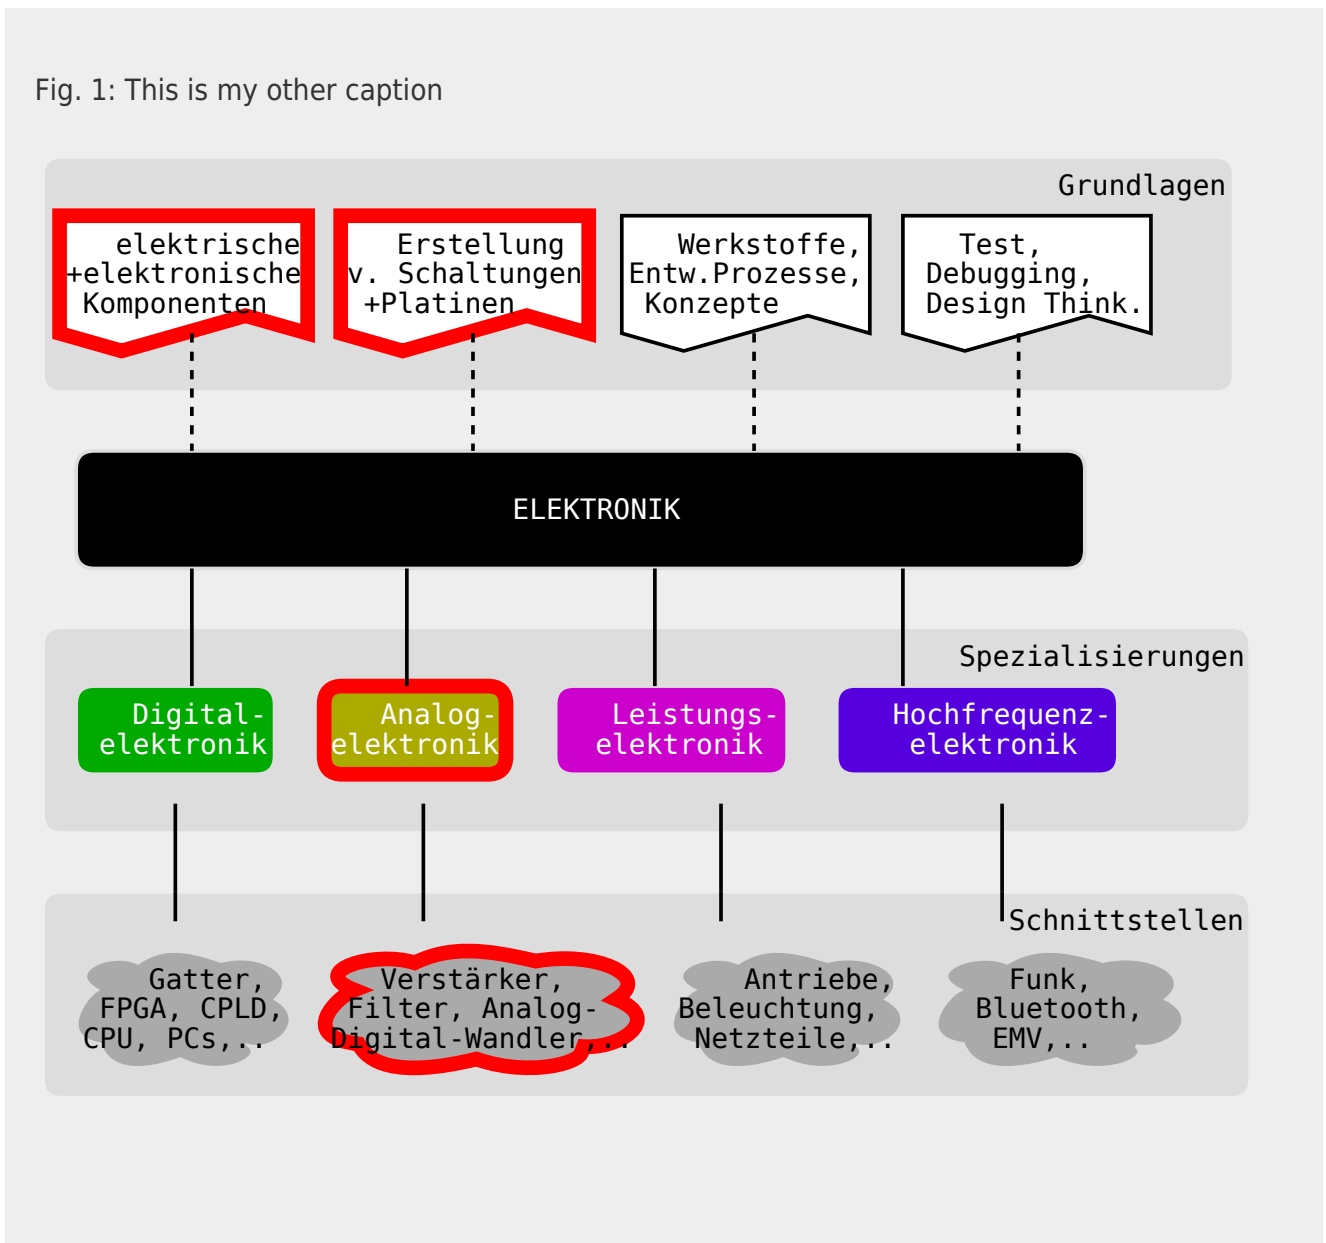 Fig. 1: This is my other caption
Grundlagen
elektrische
+elektronische
Komponenten
Erstellung
v. Schaltungen
+Platinen
Werkstoffe,
Entw.Prozesse,
Konzepte
Test,
Debugging,
Design Think.
ELEKTRONIK
Spezialisierungen
Digital-
elektronik
Analog-
elektronik
Leistungs-
elektronik
Hochfrequenz-
elektronik
Schnittstellen
Gatter,
FPGA, CPLD,
CPU, PCs,..
Verstärker,
Filter, Analog-
Digital-Wandler,..
Antriebe,
Beleuchtung,
Netzteile,..
Funk,
Bluetooth,
EMV,..